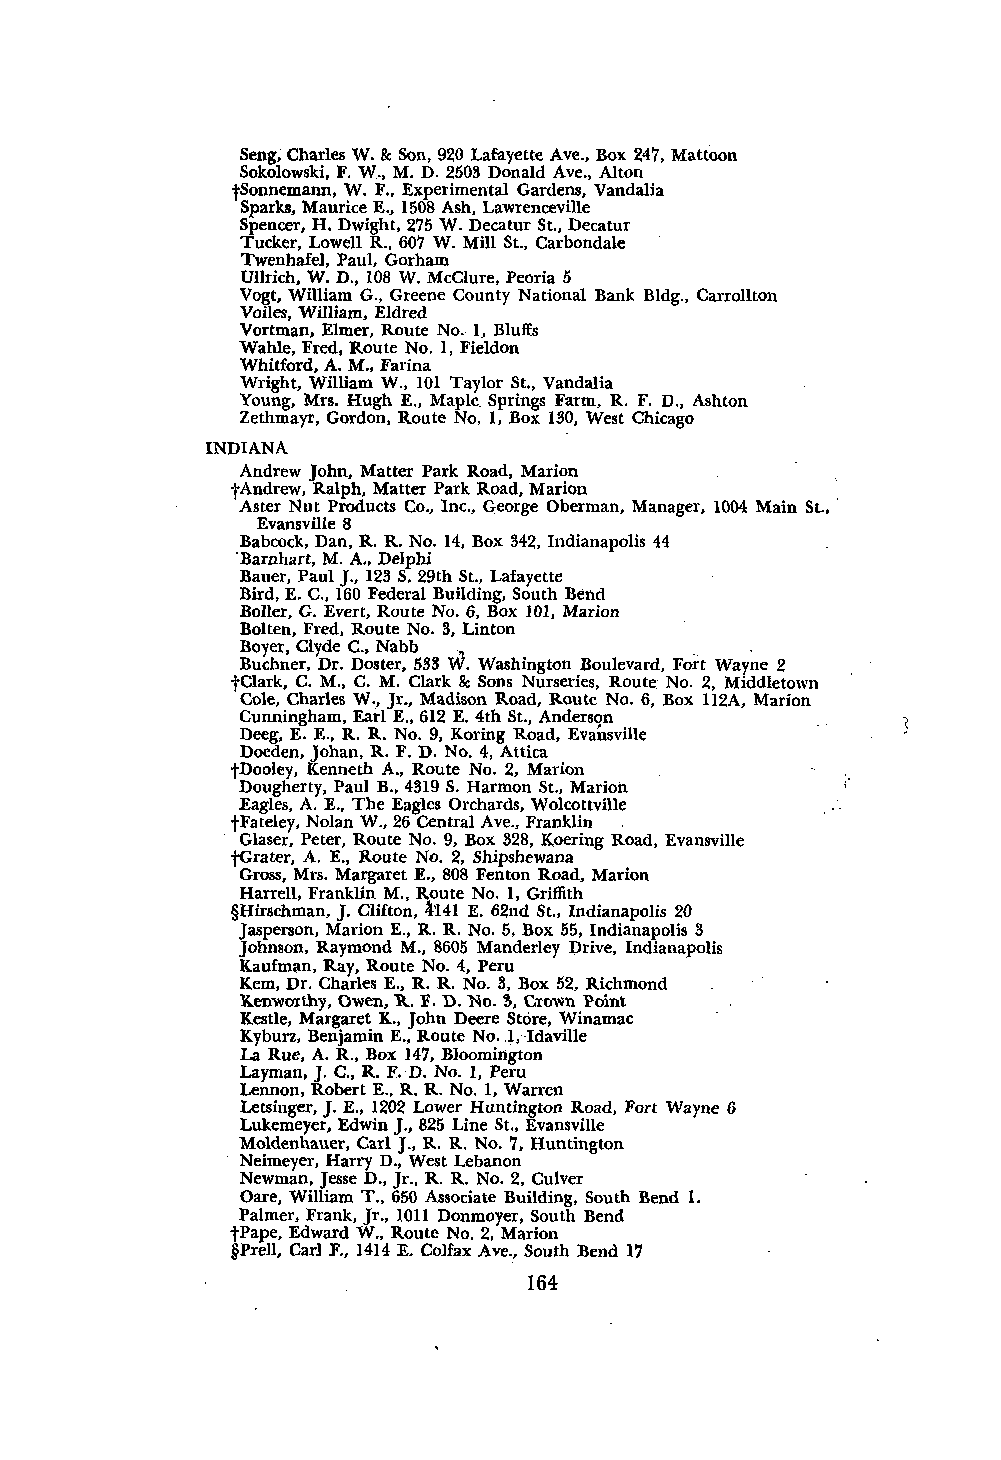 Seng, Charles W. & Son, 920 Lafayette Ave., Box 247, Mattoon
Sokolowski, F. W., M. D. 2503 Donald Ave., Alton
†Sonnemann, W. F., Experimental Gardens, Vandalia
Sparks, Maurice E., 1508 Ash, Lawrenceville
Spencer, H. Dwight, 275 W. Decatur St., Decatur
Tucker, Lowell R., 607 W. Mill St., Carbondale
Twenhafel, Paul, Gorham
Ullrich, W. D., 108 W. McClure, Peoria 5
Vogt, William G., Greene County National Bank Bldg., Carrollton
Voiles, William, Eldred
Vortman, Elmer, Route No. 1, Bluffs
Wahle, Fred, Route No. 1, Fieldon
Whitford, A. M., Farina
Wright, William W., 101 Taylor St., Vandalia
Young, Mrs. Hugh E., Maple Springs Farm, R. F. D., Ashton
Zethmayr, Gordon, Route No. 1, Box 130, West Chicago
INDIANA
Andrew John, Matter Park Road, Marion
†Andrew, Ralph, Matter Park Road, Marion
Aster Nut Products Co., Inc., George Oberman, Manager, 1004 Main St.,
Evansville 8
Babcock, Dan, R. R. No. 14, Box 342, Indianapolis 44
Barnhart, M. A., Delphi
Bauer, Paul J., 123 S. 29th St., Lafayette
Bird, E. C., 160 Federal Building, South Bend
Boller, G. Evert, Route No. 6, Box 101, Marion
Bolten, Fred, Route No. 3, Linton
Boyer, Clyde C., Nabb
Buchner, Dr. Doster, 533 W. Washington Boulevard, Fort Wayne 2
†Clark, C. M., C. M. Clark & Sons Nurseries, Route No. 2, Middletown
Cole, Charles W., Jr., Madison Road, Route No. 6, Box 112A, Marion
Cunningham, Earl E., 612 E. 4th St., Anderson
Deeg, E. E., R. R. No. 9, Koring Road, Evansville
Doeden, Johan, R. F. D. No. 4, Attica
†Dooley, Kenneth A., Route No. 2, Marion
Dougherty, Paul B., 4319 S. Harmon St., Marion
Eagles, A. E., The Eagles Orchards, Wolcottville
†Fateley, Nolan W., 26 Central Ave., Franklin
Glaser, Peter, Route No. 9, Box 328, Koering Road, Evansville
†Grater, A. E., Route No. 2, Shipshewana
Gross, Mrs. Margaret E., 808 Fenton Road, Marion
Harrell, Franklin M., Route No. 1, Griffith
§Hirschman, J. Clifton, 4141 E. 62nd St., Indianapolis 20
Jasperson, Marion E., R. R. No. 5, Box 55, Indianapolis 3
Johnson, Raymond M., 8605 Manderley Drive, Indianapolis
Kaufman, Ray, Route No. 4, Peru
Kem, Dr. Charles E., R. R. No. 3, Box 52, Richmond
Kenworthy, Owen, R. F. D. No. 3, Crown Point
Kestle, Margaret K., John Deere Store, Winamac
Kyburz, Benjamin E., Route No. 1, Idaville
La Rue, A. R., Box 147, Bloomington
Layman, J. C., R. F. D. No. 1, Peru
Lennon, Robert E., R. R. No. 1, Warren
Letsinger, J. E., 1202 Lower Huntington Road, Fort Wayne 6
Lukemeyer, Edwin J., 825 Line St., Evansville
Moldenhauer, Carl J., R. R. No. 7, Huntington
Neimeyer, Harry D., West Lebanon
Newman, Jesse D., Jr., R. R. No. 2, Culver
Oare, William T., 650 Associate Building, South Bend 1.
Palmer, Frank, Jr., 1011 Donmoyer, South Bend
†Pape, Edward W., Route No. 2, Marion
§Prell, Carl F., 1414 E. Colfax Ave., South Bend 17
164